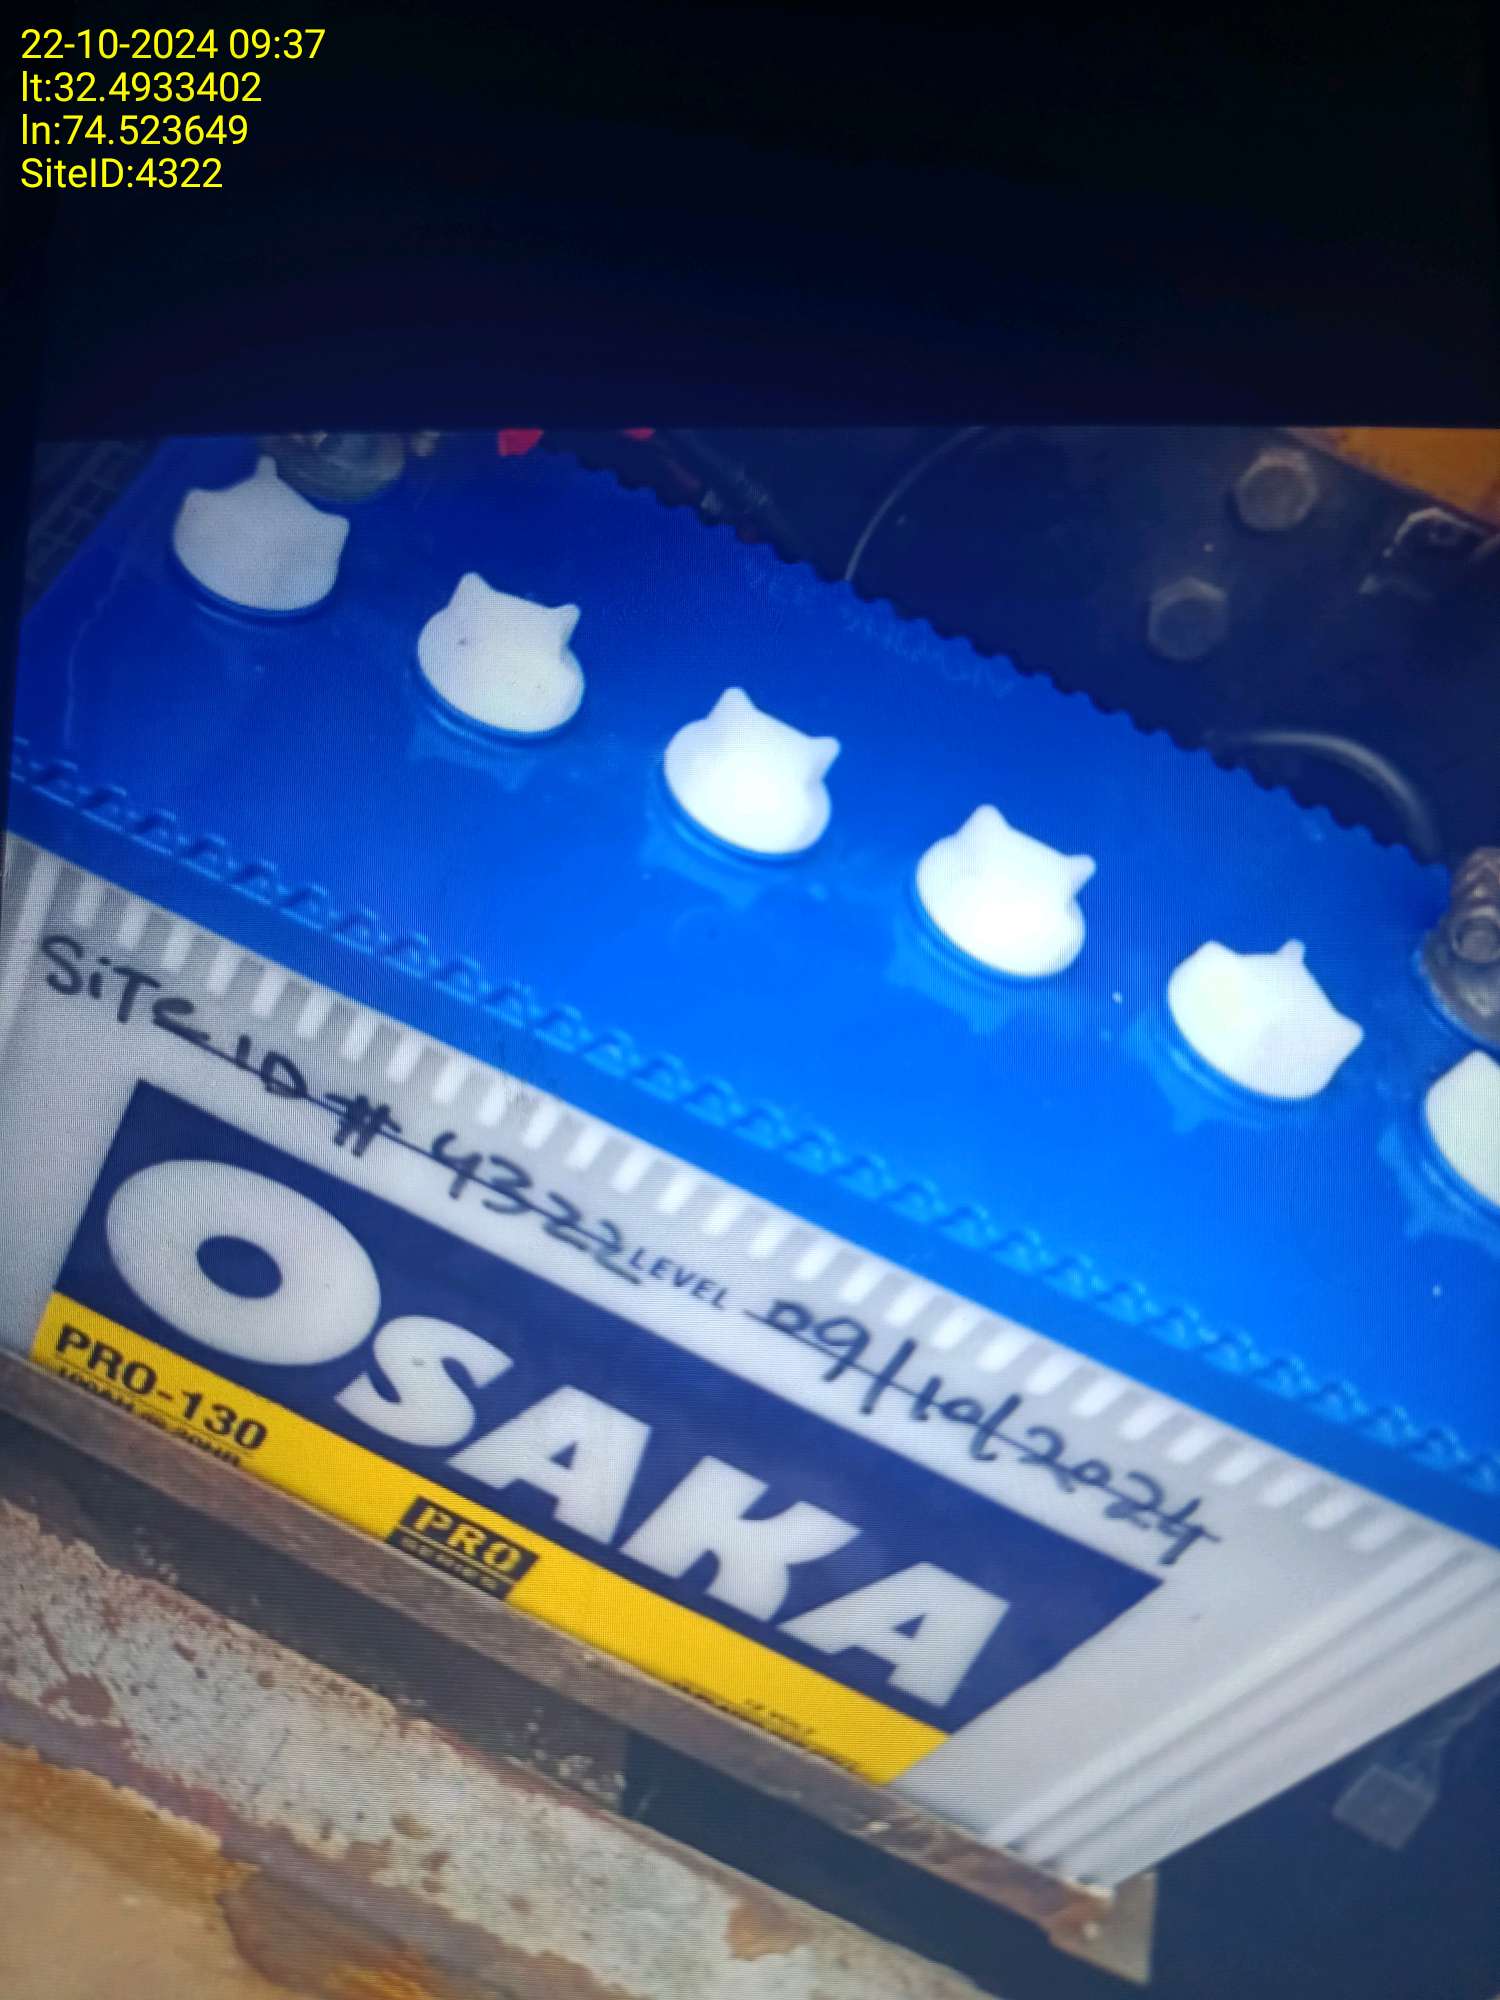 22-10-2024 09:37
lt:32.4933402
ln:74.523649
SiteID:4322
SITE ID# 4322
LEVEL
09/10/2024
OSAKA
PRO-130
PRO
SERIES